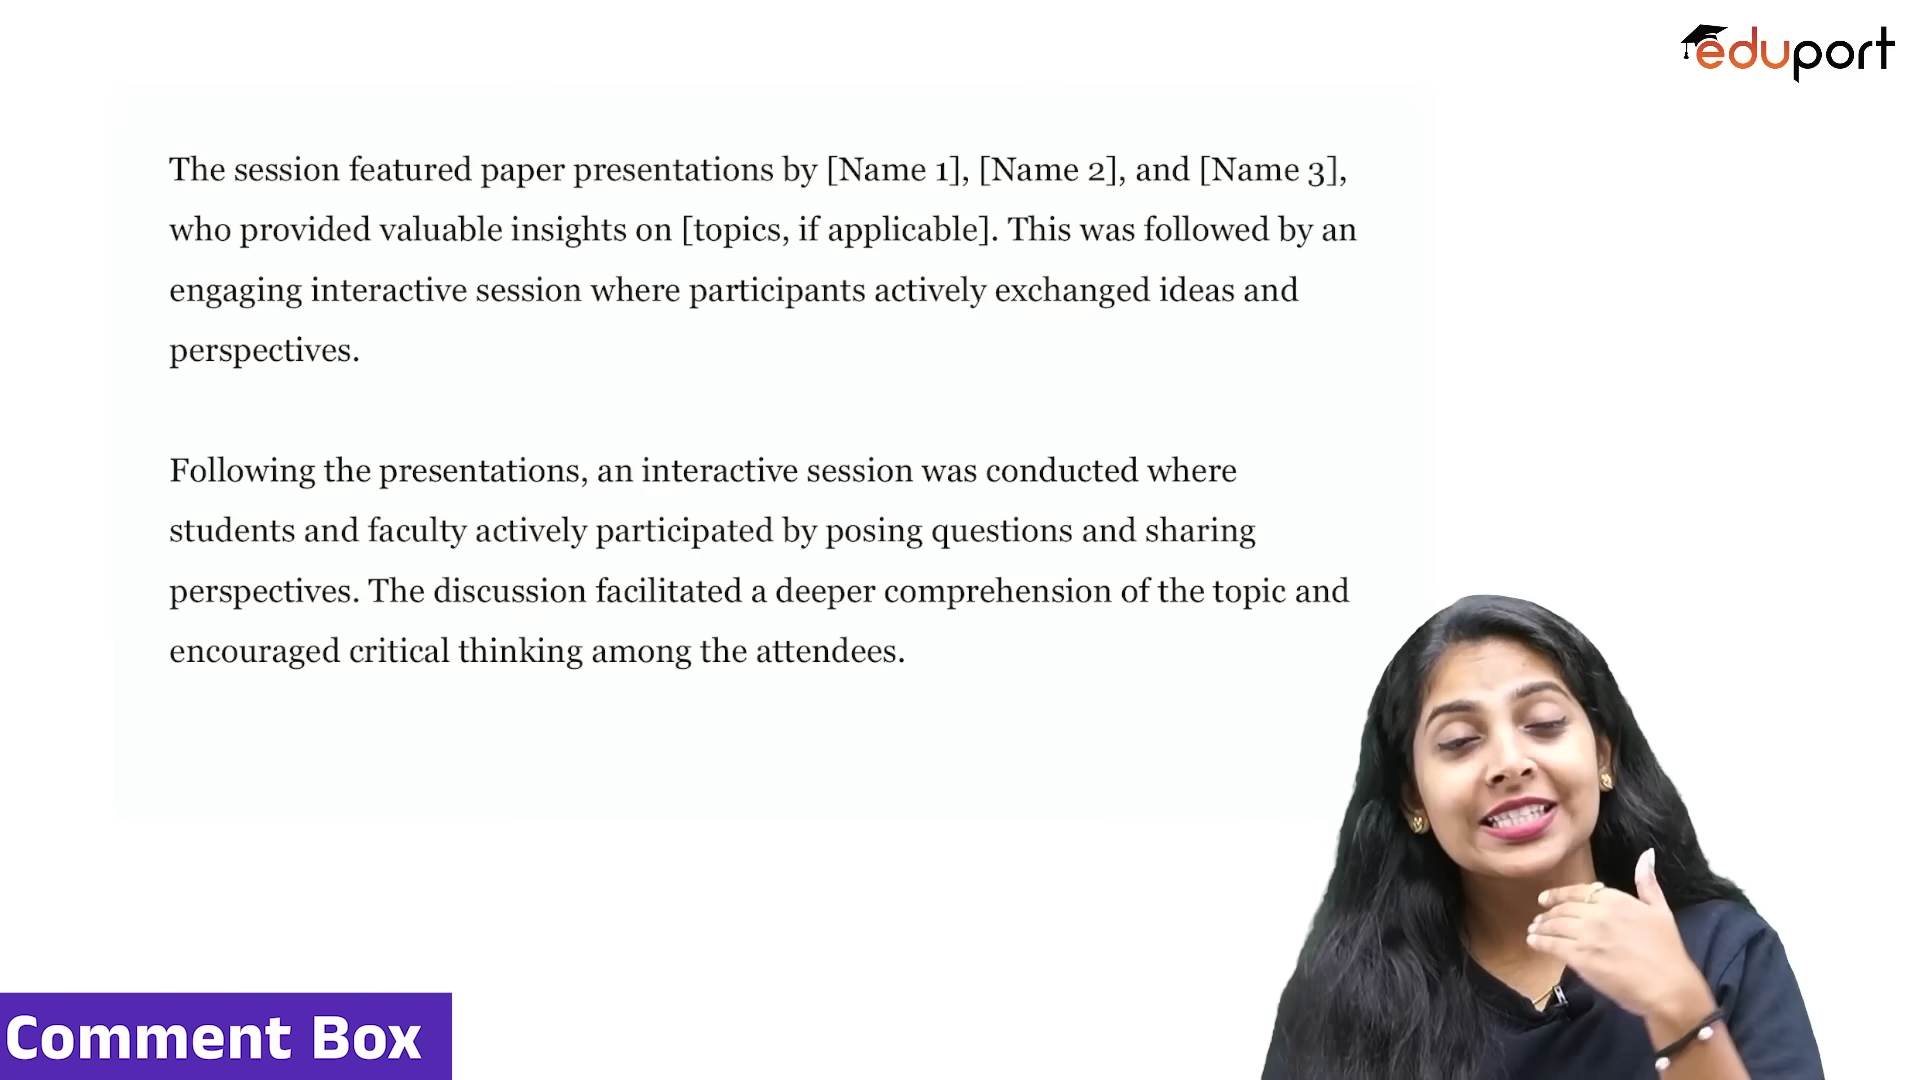 eduport
The session featured paper presentations by [Name 1], [Name 2], and [Name 3],
who provided valuable insights on [topics, if applicable]. This was followed by an
engaging interactive session where participants actively exchanged ideas and
perspectives.
Following the presentations, an interactive session was conducted where
students and faculty actively participated by posing questions and sharing
perspectives. The discussion facilitated a deeper comprehension of the topic and
encouraged critical thinking among the attendees.
Comment Box